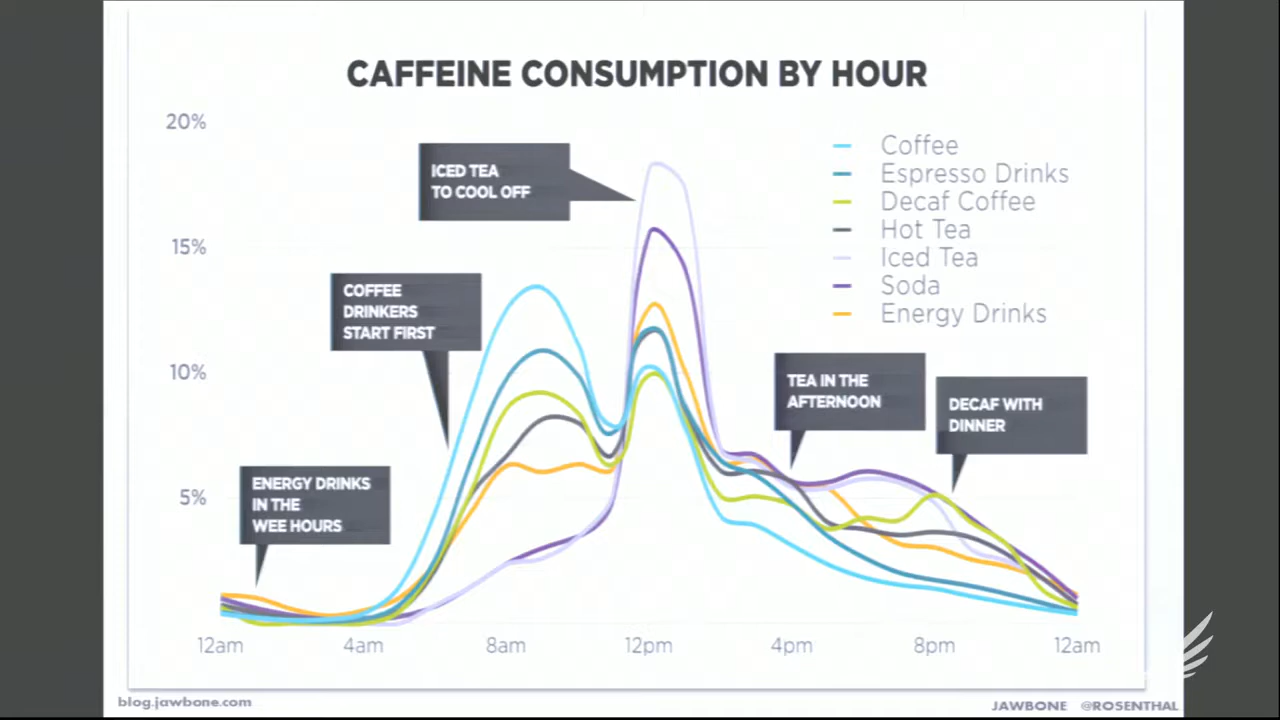 CAFFEINE CONSUMPTION BY HOUR
20%
15%
10%
5%
ICED TEA
TO COOL OFF
COFFEE
DRINKERS
START FIRST
ENERGY DRINKS
IN THE
WEE HOURS
TEA IN THE
AFTERNOON
DECAF WITH
DINNER
Coffee
Espresso Drinks
Decaf Coffee
Hot Tea
Iced Tea
Soda
Energy Drinks
12am 4am 8am 12pm 4pm 8pm 12am
blog.jawbone.com
JAWBONE @ROSENTHAL